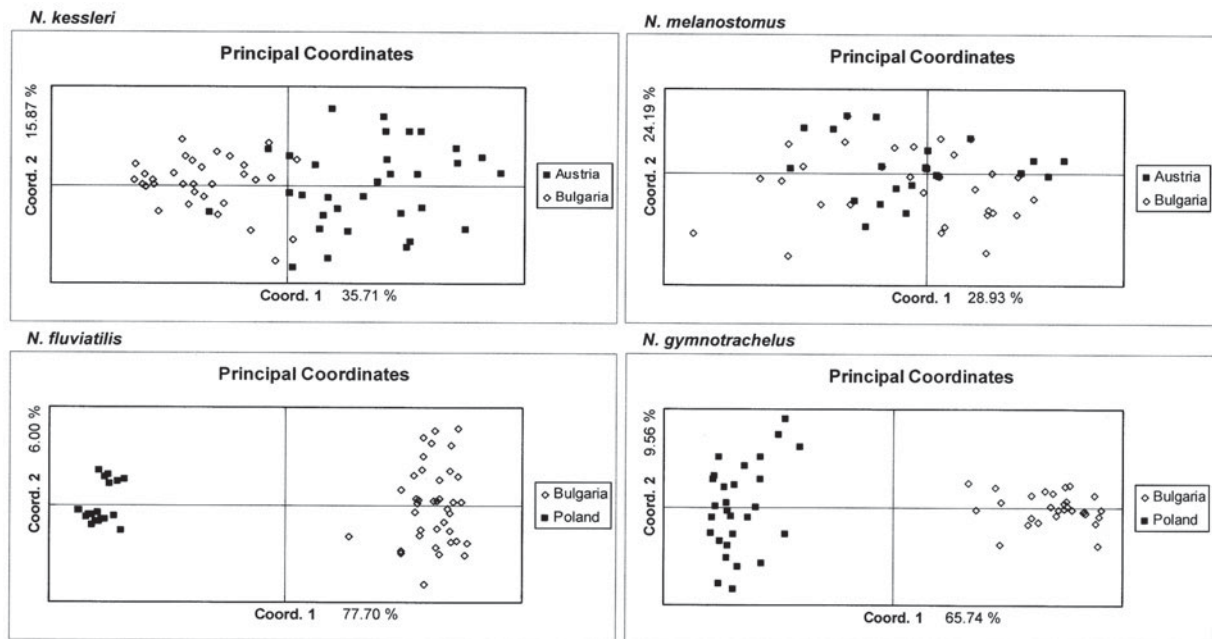 N. kessleri
Principal Coordinates
15.87 %
Coord. 2
Austria
Bulgaria
Coord. 1 35.71 %
N. melanostomus
Principal Coordinates
24.19 %
Coord. 2
Austria
Bulgaria
Coord. 1 28.93 %
N. fluviatilis
Principal Coordinates
6.00 %
Coord. 2
Bulgaria
Poland
Coord. 1 77.70 %
N. gymnotrachelus
Principal Coordinates
9.56 %
Coord. 2
Bulgaria
Poland
Coord. 1 65.74 %